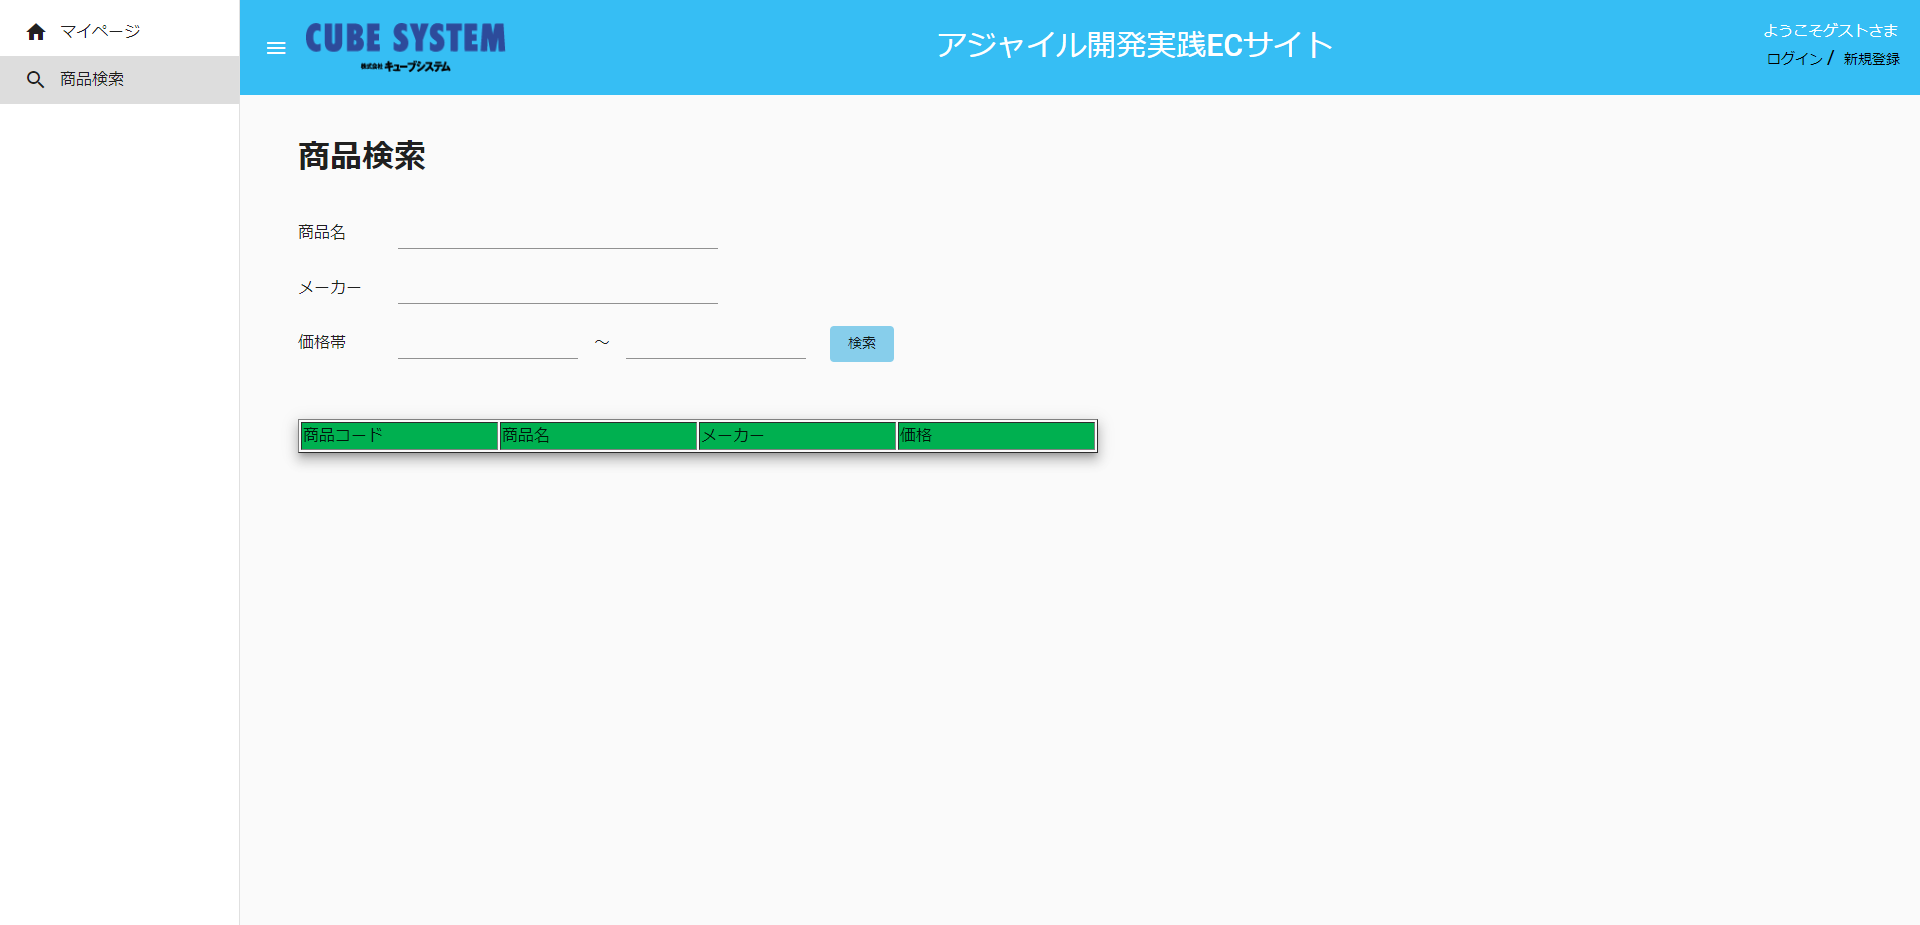 マイページ
商品検索
CUBE SYSTEM
株式会社キューブシステム
アジャイル開発実践ECサイト
ようこそゲストさま
ログイン / 新規登録
商品検索
商品名
メーカー
価格帯 ～ 検索
商品コード 商品名 メーカー 価格